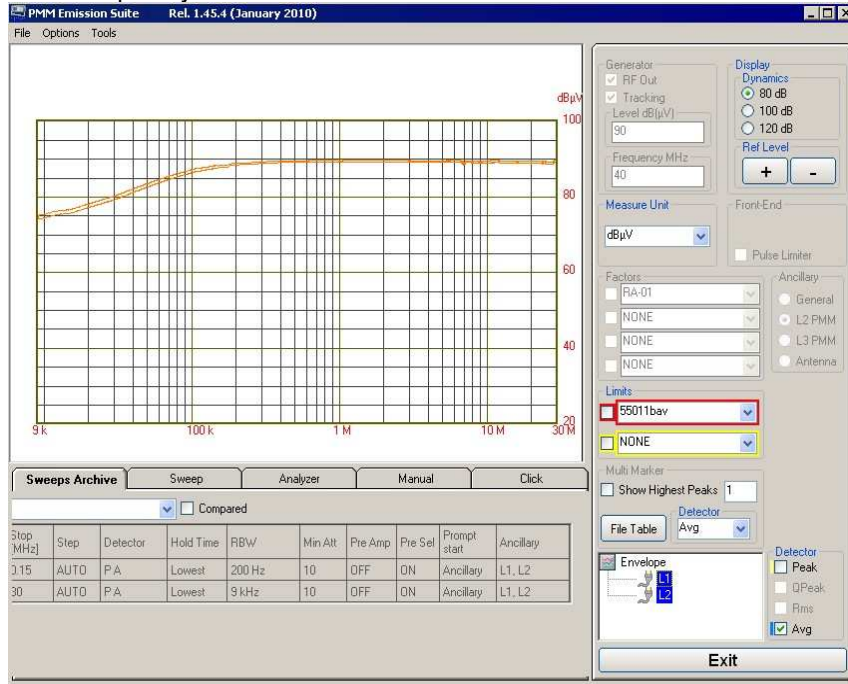 PMM Emission Suite Rel. 1.45.4 (January 2010)
File Options Tools
dBµV
100
80
60
40
20
9 k 100 k 1 M 10 M 30 M
Generator
RF Out
Tracking
Level dB(µV)
90
Frequency MHz
40
Display
Dynamics
80 dB
100 dB
120 dB
Ref Level
+ -
Measure Unit
dBµV
Front-End
Pulse Limiter
Factors
RA-01
NONE
NONE
NONE
Ancillary
General
L2 PMM
L3 PMM
Antenna
Limits
55011bav
NONE
Multi Marker
Show Highest Peaks 1
File Table
Detector
Avg
Envelope
L1
L2
Detector
Peak
QPeak
Rms
Avg
Exit
Sweeps Archive Sweep Analyzer Manual Click
Compared
Stop [MHz] Step Detector Hold Time RBW Min Att Pre Amp Pre Sel Prompt start Ancillary
0.15 AUTO P A Lowest 200 Hz 10 OFF ON Ancillary L1, L2
30 AUTO P A Lowest 9 kHz 10 OFF ON Ancillary L1, L2